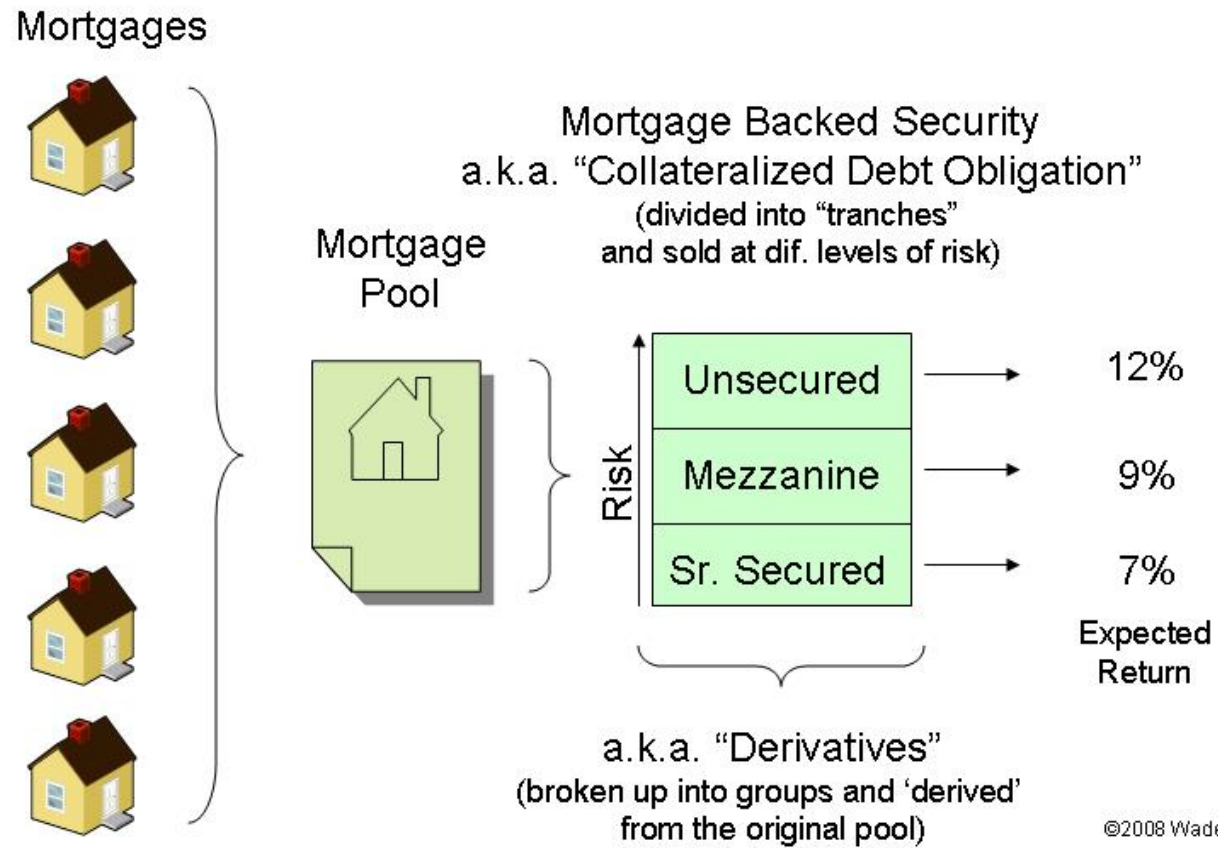 Mortgages
Mortgage Backed Security
a.k.a. “Collateralized Debt Obligation”
(divided into “tranches”
and sold at dif. levels of risk)
Mortgage
Pool
Risk
Unsecured
12%
Mezzanine
9%
Sr. Secured
7%
Expected
Return
a.k.a. “Derivatives”
(broken up into groups and ‘derived’
from the original pool)
©2008 Wade